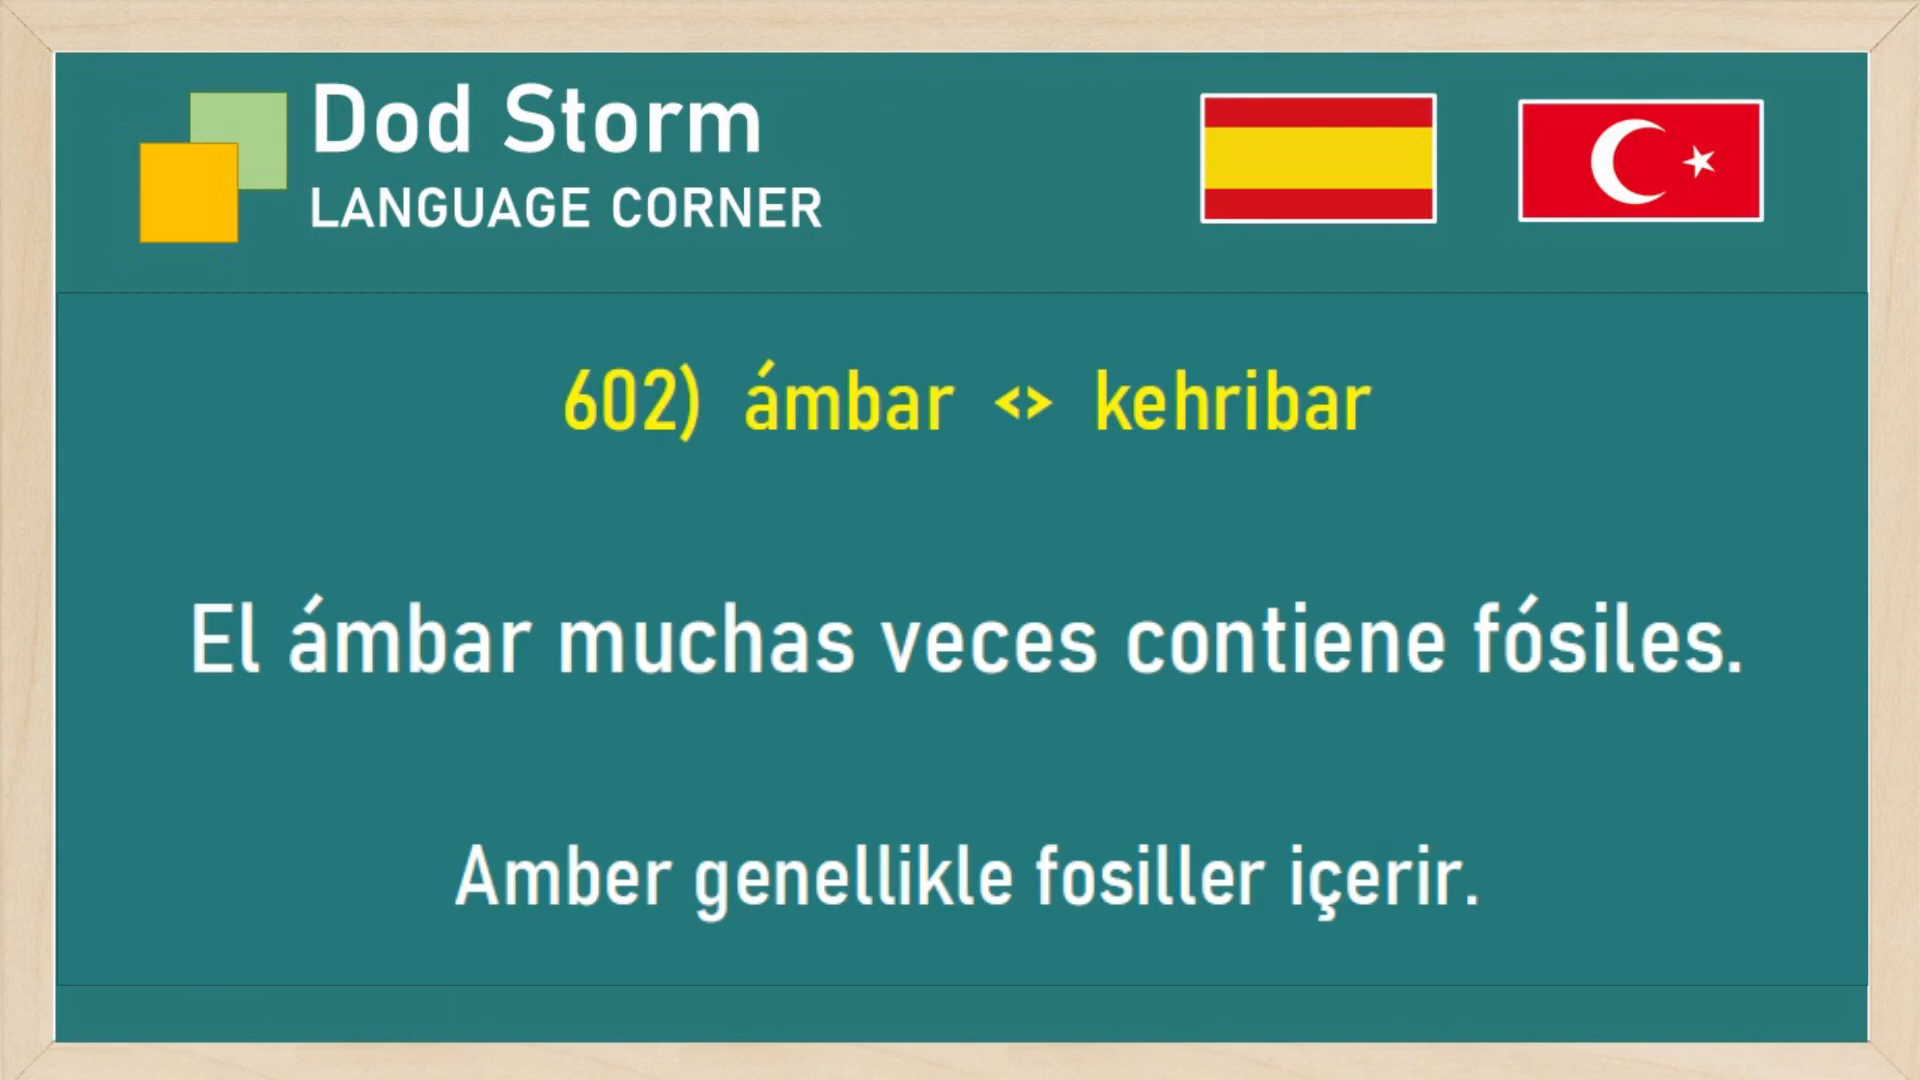 Dod Storm
LANGUAGE CORNER
602) ámbar <> kehribar
El ámbar muchas veces contiene fósiles.
Amber genellikle fosiller içerir.